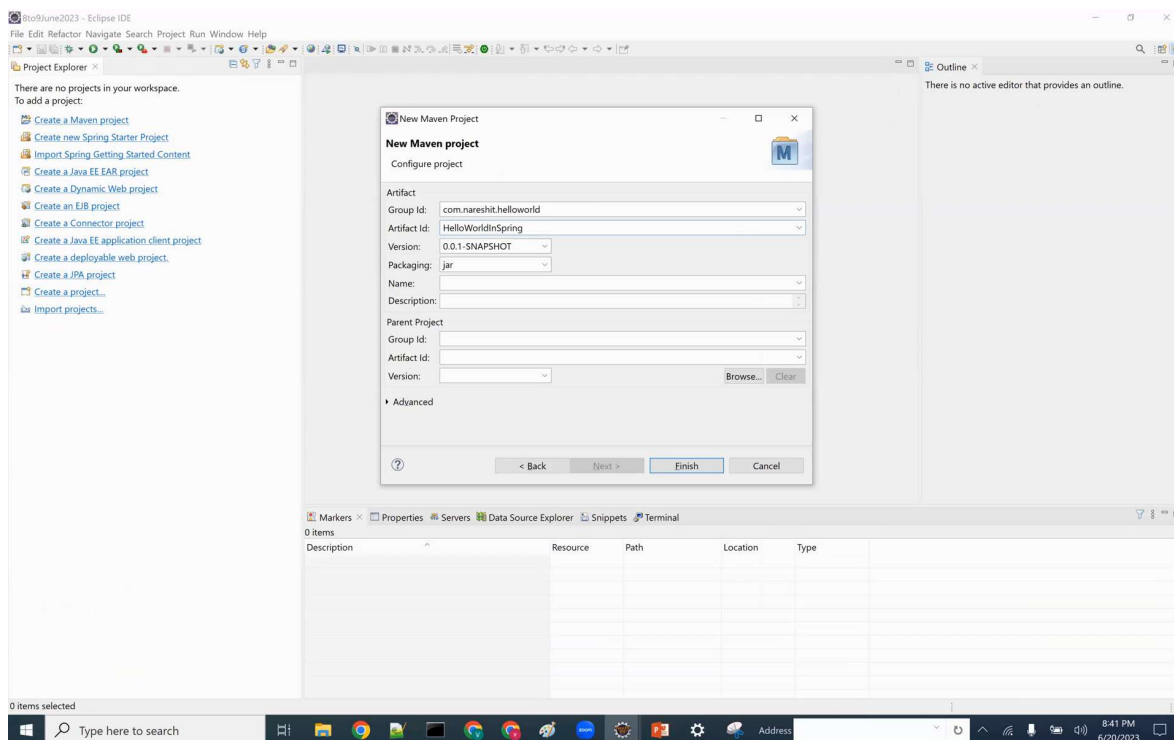 8to9June2023 - Eclipse IDE
File Edit Refactor Navigate Search Project Run Window Help
Project Explorer
There are no projects in your workspace.
To add a project:
Create a Maven project
Create new Spring Starter Project
Import Spring Getting Started Content
Create a Java EE EAR project
Create a Dynamic Web project
Create an EJB project
Create a Connector project
Create a Java EE application client project
Create a deployable web project.
Create a JPA project
Create a project...
Import projects...
New Maven Project
New Maven project
Configure project
M
Artifact
Group Id: com.nareshit.helloworld
Artifact Id: HelloWorldInSpring
Version: 0.0.1-SNAPSHOT
Packaging: jar
Name:
Description:
Parent Project
Group Id:
Artifact Id:
Version: Browse... Clear
Advanced
? < Back Next > Finish Cancel
Outline
There is no active editor that provides an outline.
Markers Properties Servers Data Source Explorer Snippets Terminal
0 items
Description Resource Path Location Type
0 items selected
Type here to search
zoom
Address
8:41 PM
6/20/2023